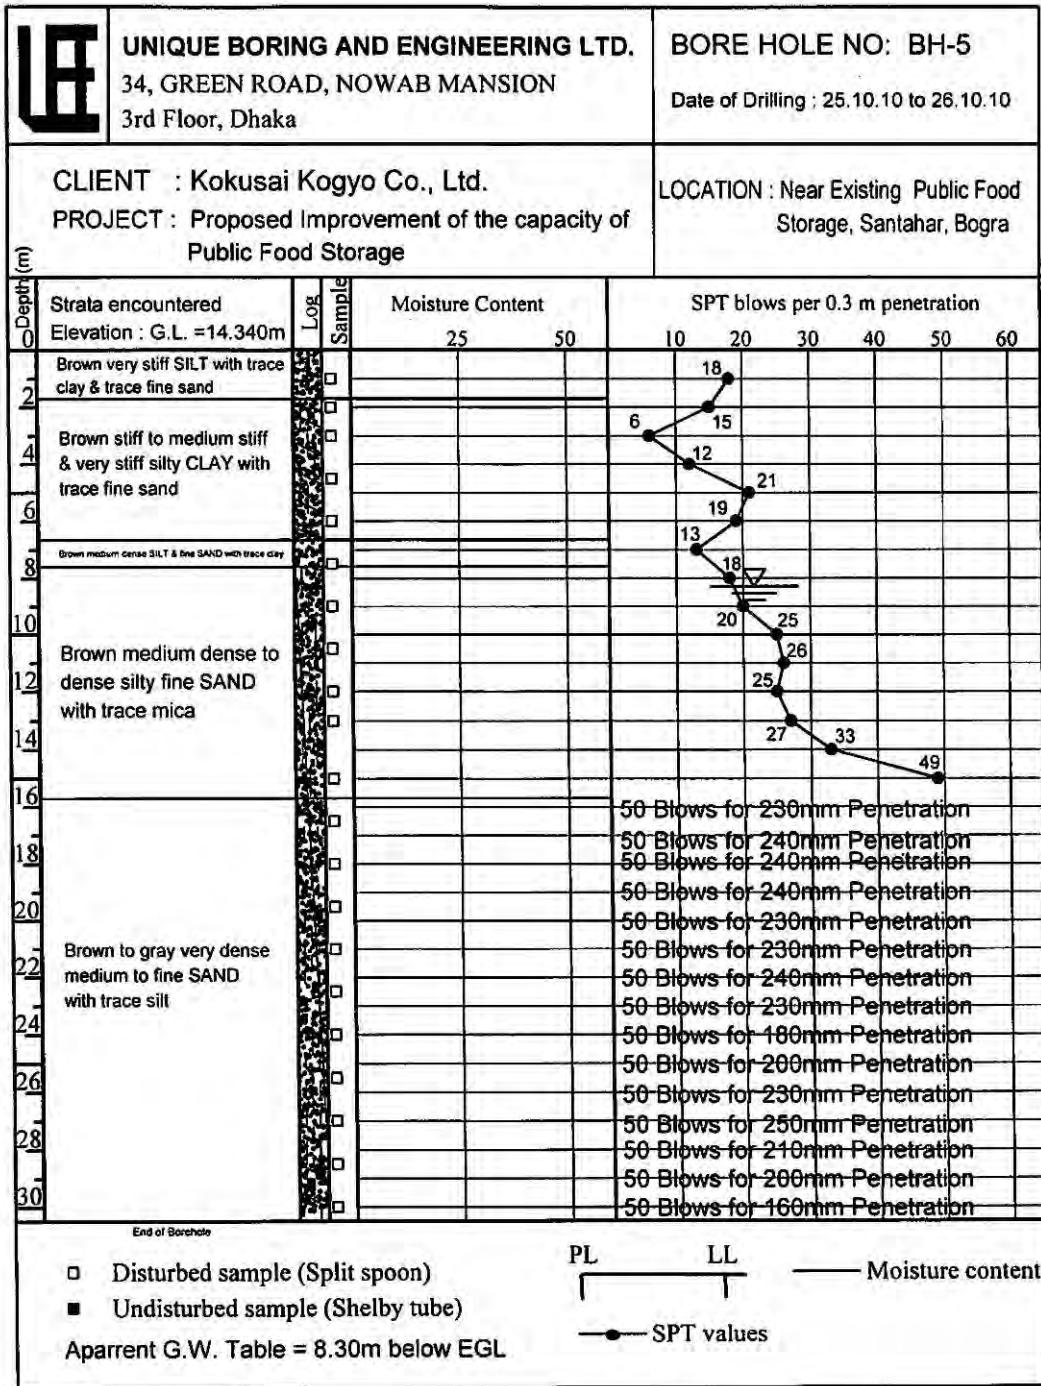 UNIQUE BORING AND ENGINEERING LTD.
34, GREEN ROAD, NOWAB MANSION
3rd Floor, Dhaka
BORE HOLE NO: BH-5
Date of Drilling : 25.10.10 to 26.10.10
CLIENT : Kokusai Kogyo Co., Ltd.
PROJECT : Proposed Improvement of the capacity of
Public Food Storage
LOCATION : Near Existing Public Food
Storage, Santahar, Bogra
Depth (m)
0
Strata encountered
Elevation : G.L. =14.340m
Log
Sample
Moisture Content
25 50
SPT blows per 0.3 m penetration
10 20 30 40 50 60
Brown very stiff SILT with trace
clay & trace fine sand
18
2
15
6
Brown stiff to medium stiff
& very stiff silty CLAY with
trace fine sand
4
12
21
6
19
Brown medium dense SILT & fine SAND with trace clay
13
8
18
20
10
25
Brown medium dense to
dense silty fine SAND
with trace mica
26
12
25
27
14
33
49
16
50 Blows for 230mm Penetration
50 Blows for 240mm Penetration
18
50 Blows for 240mm Penetration
50 Blows for 240mm Penetration
20
50 Blows for 230mm Penetration
Brown to gray very dense
medium to fine SAND
with trace silt
50 Blows for 230mm Penetration
22
50 Blows for 240mm Penetration
50 Blows for 230mm Penetration
24
50 Blows for 180mm Penetration
50 Blows for 200mm Penetration
26
50 Blows for 230mm Penetration
50 Blows for 250mm Penetration
28
50 Blows for 210mm Penetration
50 Blows for 200mm Penetration
30
50 Blows for 160mm Penetration
End of Borehole
Disturbed sample (Split spoon)
Undisturbed sample (Shelby tube)
Aparrent G.W. Table = 8.30m below EGL
PL LL
Moisture content
SPT values